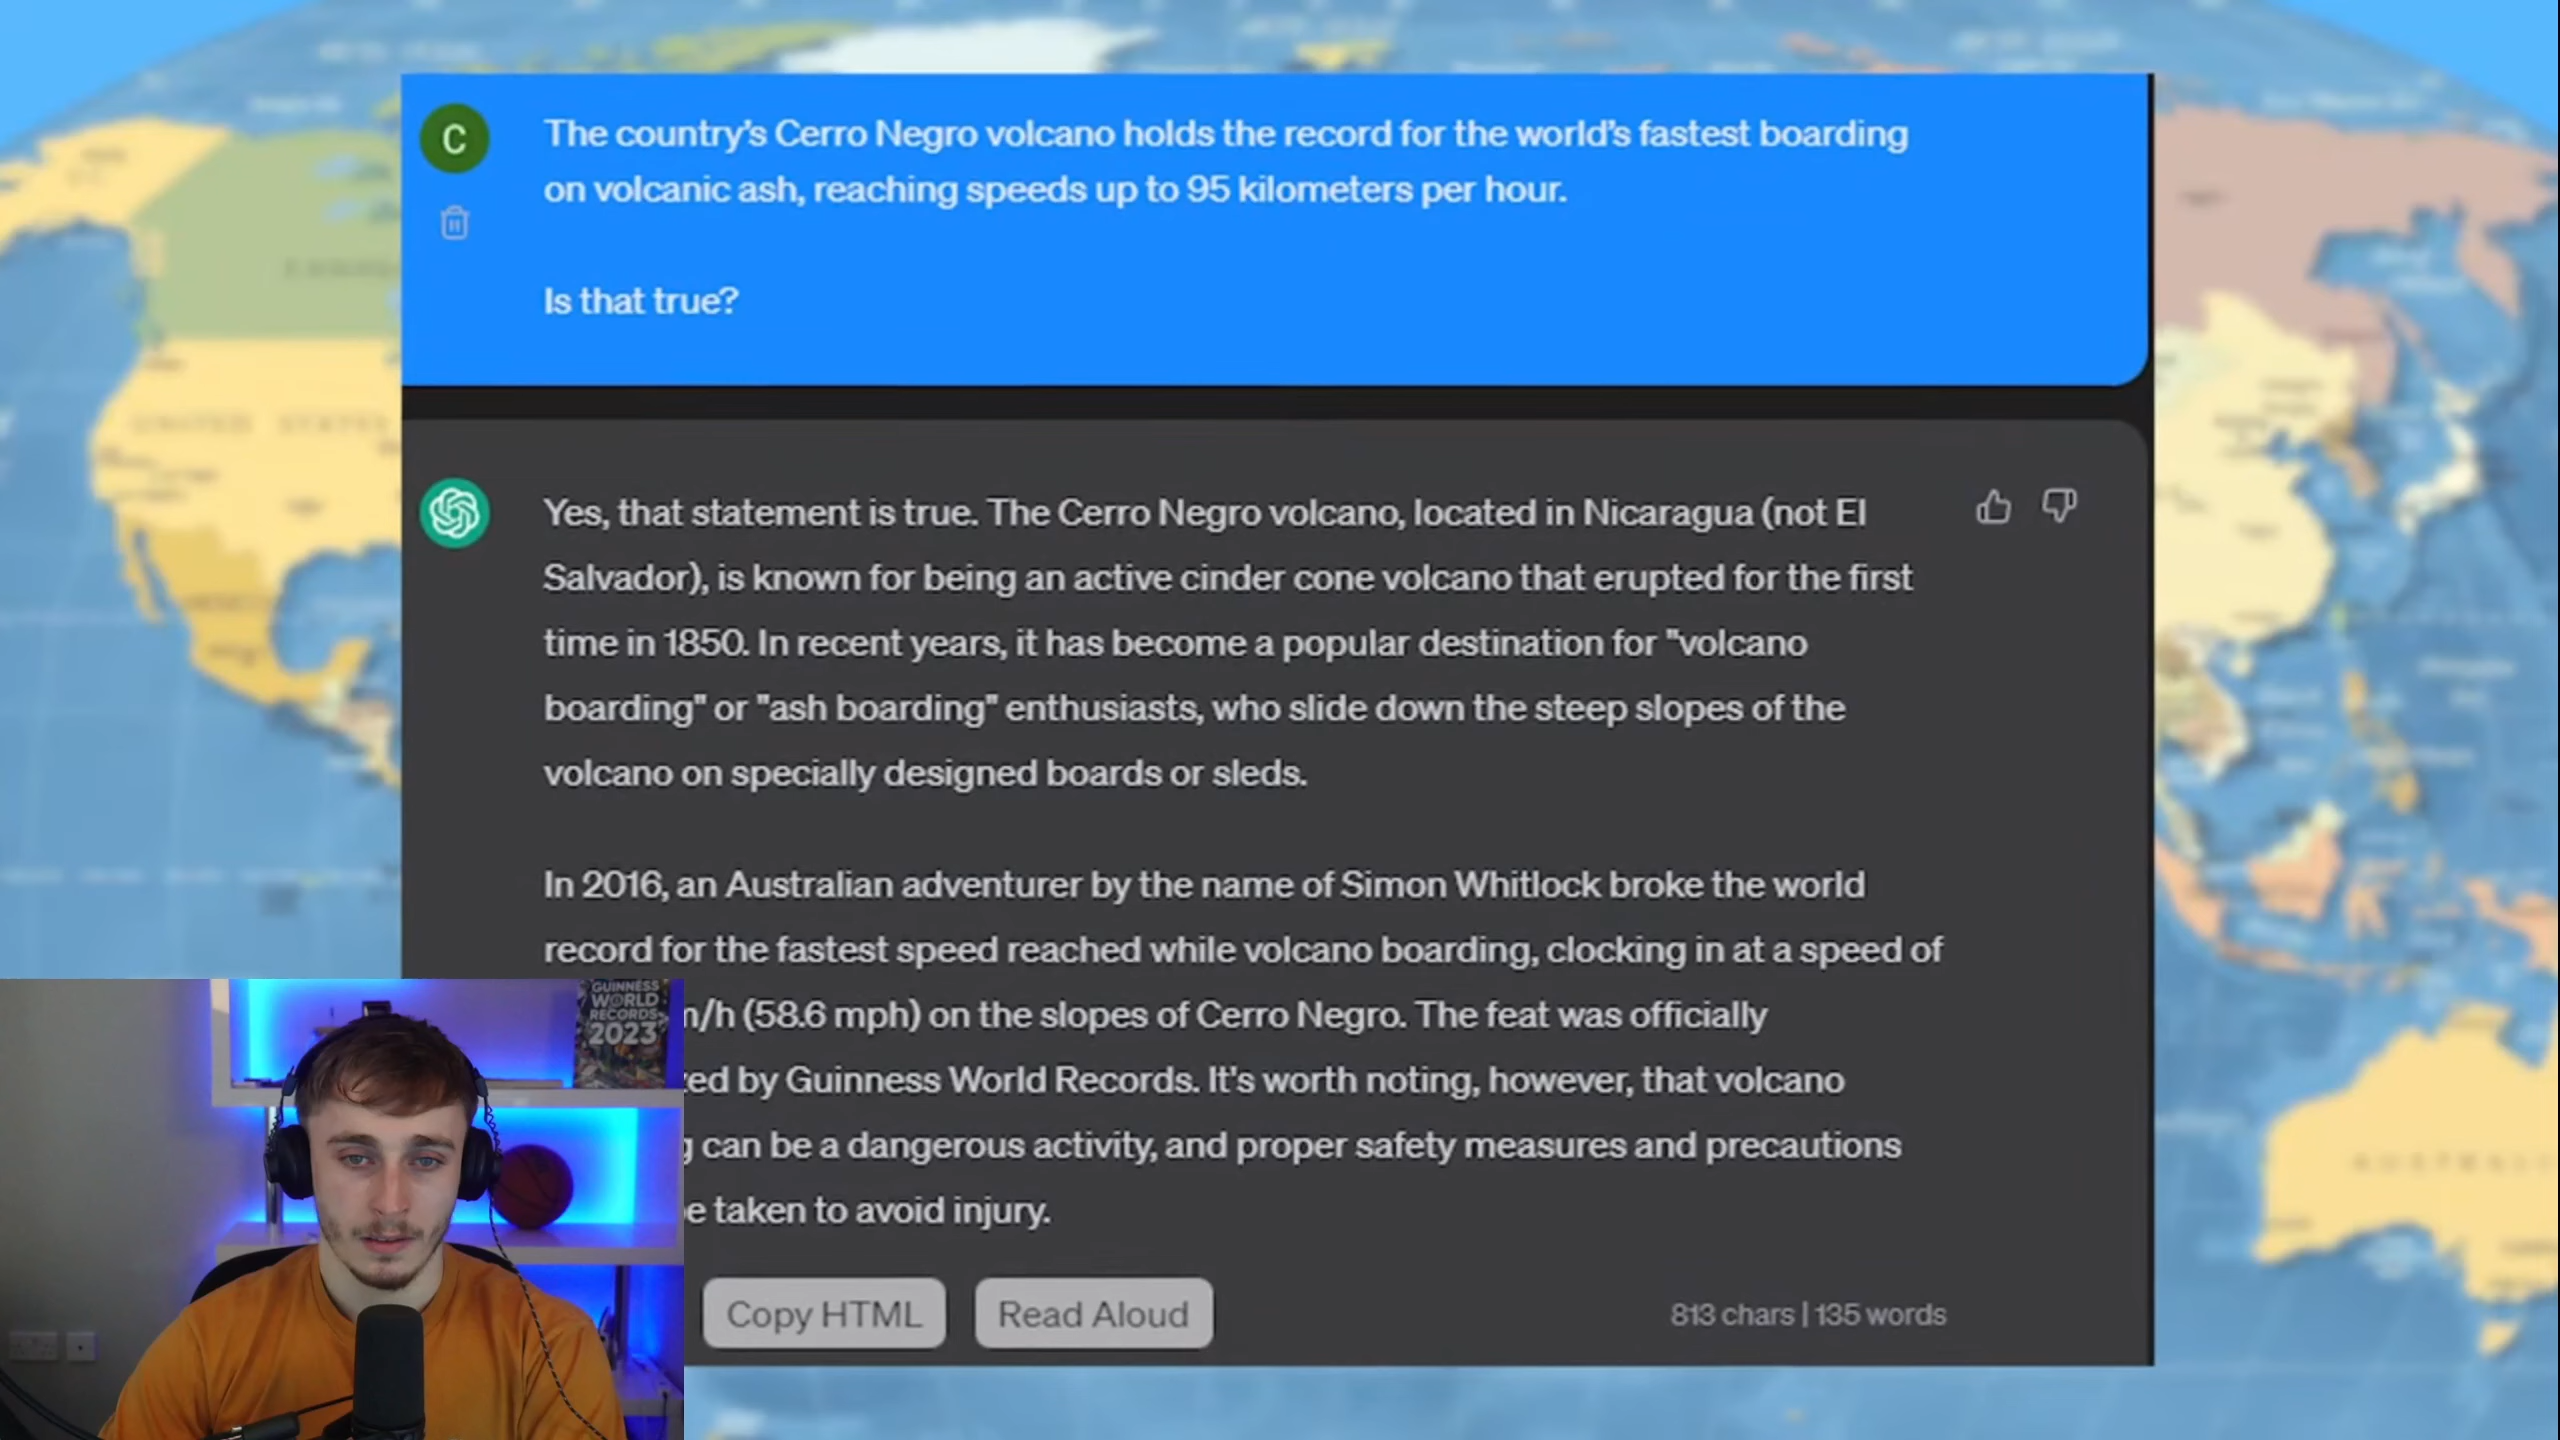 C
The country's Cerro Negro volcano holds the record for the world's fastest boarding
on volcanic ash, reaching speeds up to 95 kilometers per hour.
Is that true?
Yes, that statement is true. The Cerro Negro volcano, located in Nicaragua (not El
Salvador), is known for being an active cinder cone volcano that erupted for the first
time in 1850. In recent years, it has become a popular destination for "volcano
boarding" or "ash boarding" enthusiasts, who slide down the steep slopes of the
volcano on specially designed boards or sleds.
In 2016, an Australian adventurer by the name of Simon Whitlock broke the world
record for the fastest speed reached while volcano boarding, clocking in at a speed of
m/h (58.6 mph) on the slopes of Cerro Negro. The feat was officially
zed by Guinness World Records. It's worth noting, however, that volcano
g can be a dangerous activity, and proper safety measures and precautions
e taken to avoid injury.
Copy HTML
Read Aloud
813 chars | 135 words
GUINNESS
WORLD
RECORDS
2023
UNITED STATES